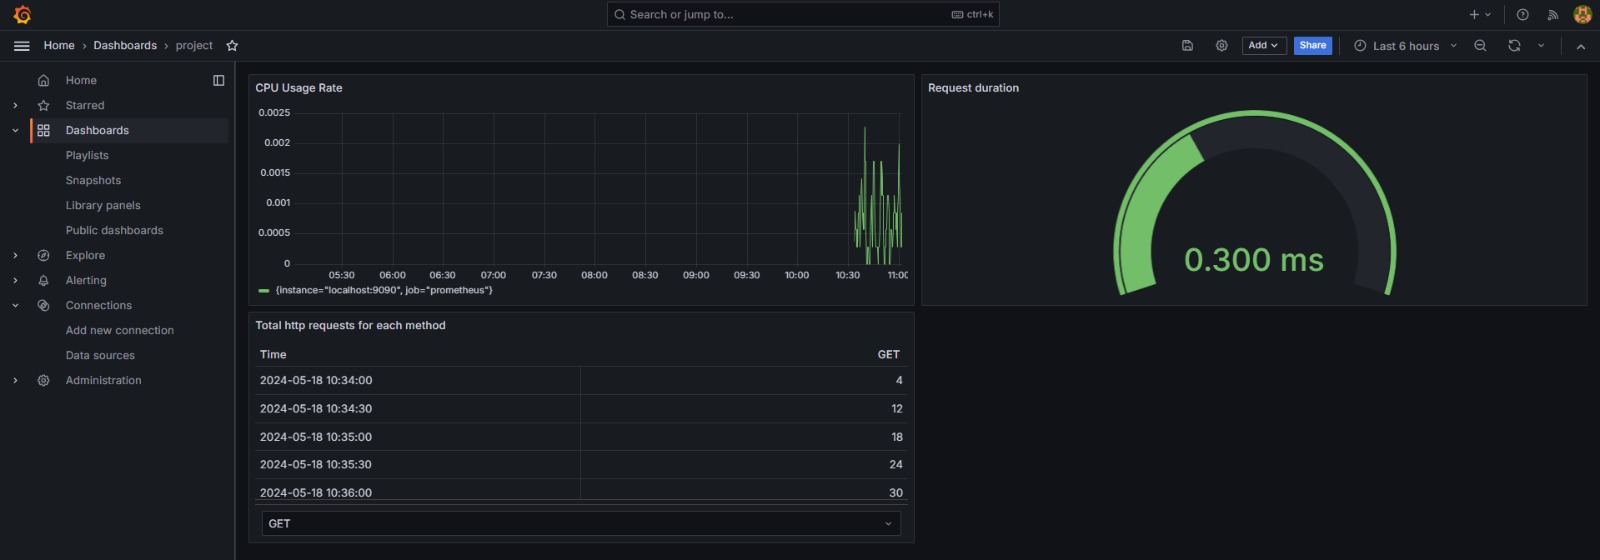 Search or jump to...
ctrl+k
Home › Dashboards › project
Add
Share
Last 6 hours
Home
Starred
Dashboards
Playlists
Snapshots
Library panels
Public dashboards
Explore
Alerting
Connections
Add new connection
Data sources
Administration
CPU Usage Rate
0.0025
0.002
0.0015
0.001
0.0005
0
05:30 06:00 06:30 07:00 07:30 08:00 08:30 09:00 09:30 10:00 10:30 11:00
{instance="localhost:9090", job="prometheus"}
Request duration
0.300 ms
Total http requests for each method
Time GET
2024-05-18 10:34:00 4
2024-05-18 10:34:30 12
2024-05-18 10:35:00 18
2024-05-18 10:35:30 24
2024-05-18 10:36:00 30
GET